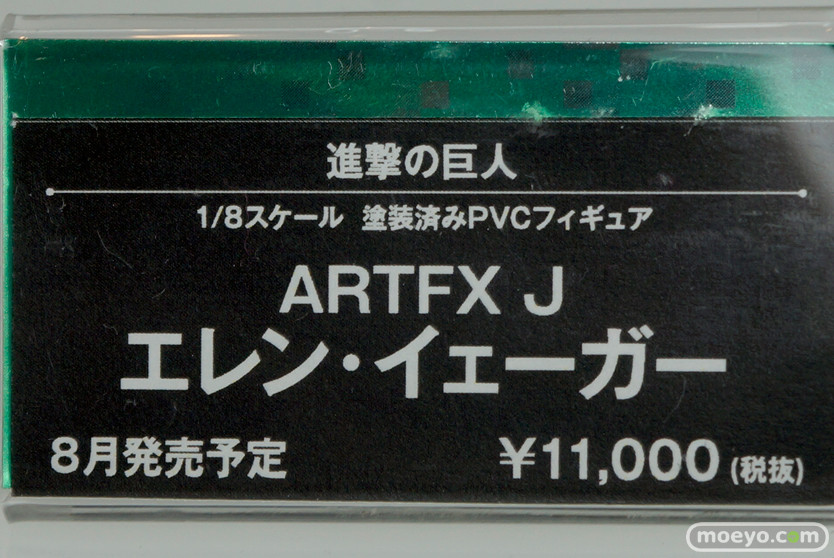 進撃の巨人
1/8スケール 塗装済みPVCフィギュア
ARTFX J
エレン・イェーガー
8月発売予定 ¥11,000 (税抜)
moeyo.com